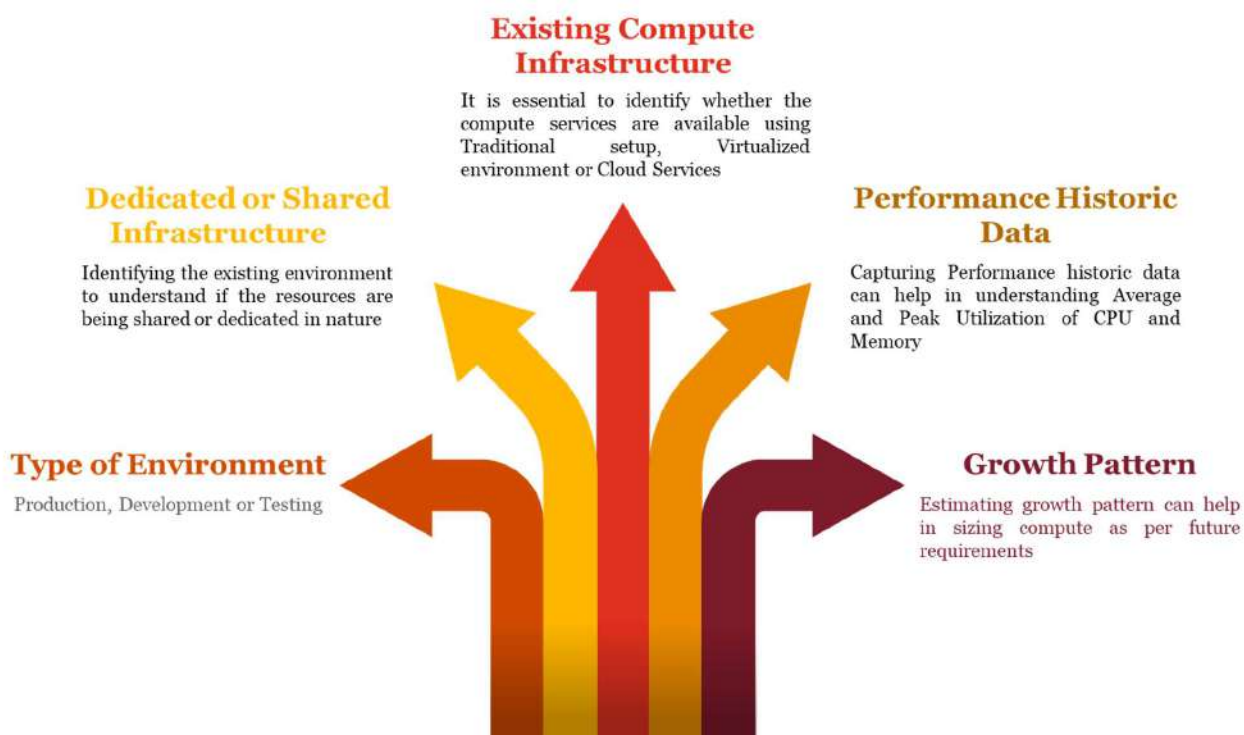 Existing Compute
Infrastructure
It is essential to identify whether the
compute services are available using
Traditional setup, Virtualized
environment or Cloud Services
Dedicated or Shared
Infrastructure
Identifying the existing environment
to understand if the resources are
being shared or dedicated in nature
Performance Historic
Data
Capturing Performance historic data
can help in understanding Average
and Peak Utilization of CPU and
Memory
Type of Environment
Production, Development or Testing
Growth Pattern
Estimating growth pattern can help
in sizing compute as per future
requirements